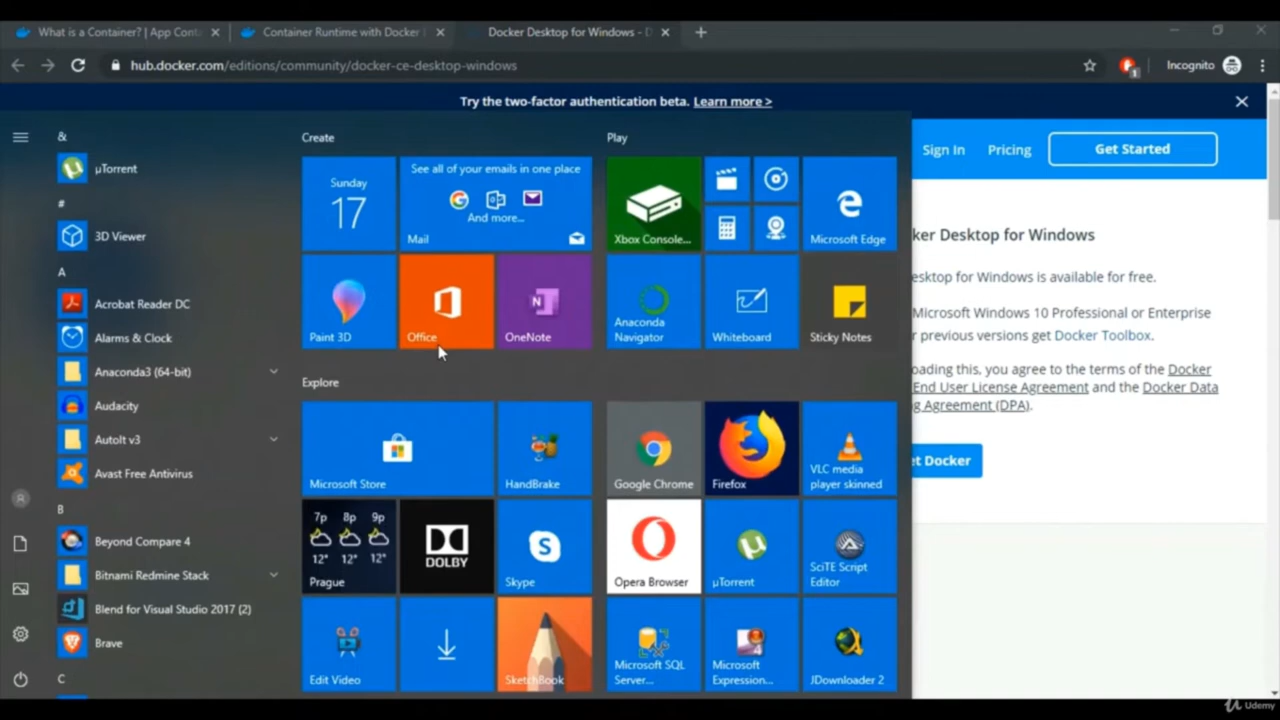 What is a Container? | App Cont
Container Runtime with Docker
Docker Desktop for Windows - D
hub.docker.com/editions/community/docker-ce-desktop-windows
1
Incognito
Try the two-factor authentication beta. Learn more >
Sign In
Pricing
Get Started
&
µTorrent
#
3D Viewer
A
Acrobat Reader DC
Alarms & Clock
Anaconda3 (64-bit)
Audacity
AutoIt v3
Avast Free Antivirus
B
Beyond Compare 4
Bitnami Redmine Stack
Blend for Visual Studio 2017 (2)
Brave
C
Create
Sunday
17
See all of your emails in one place
And more...
Mail
Paint 3D
Office
OneNote
Explore
Microsoft Store
HandBrake
7p 8p 9p
12° 12° 12°
Prague
DOLBY
Skype
Edit Video
SketchBook
Play
Xbox Console...
Microsoft Edge
Anaconda
Navigator
Whiteboard
Sticky Notes
Google Chrome
Firefox
VLC media
player skinned
Opera Browser
µTorrent
SciTE Script
Editor
Microsoft SQL
Server...
Microsoft
Expression...
JDownloader 2
ker Desktop for Windows
esktop for Windows is available for free.
Microsoft Windows 10 Professional or Enterprise
r previous versions get Docker Toolbox.
oading this, you agree to the terms of the Docker
End User License Agreement and the Docker Data
g Agreement (DPA).
et Docker
Udemy